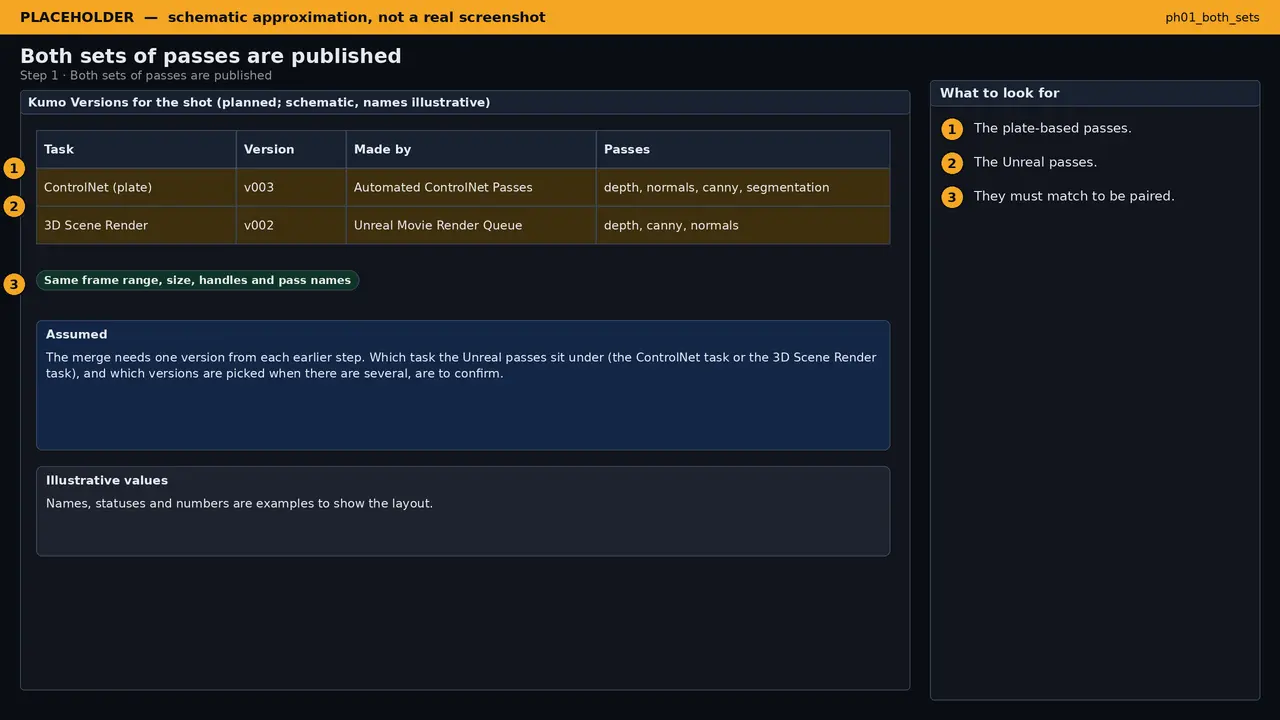 PLACEHOLDER — schematic approximation, not a real screenshot
ph01_both_sets
Both sets of passes are published
Step 1 · Both sets of passes are published
Kumo Versions for the shot (planned; schematic, names illustrative)
Task Version Made by Passes
1
ControlNet (plate) v003 Automated ControlNet Passes depth, normals, canny, segmentation
2
3D Scene Render v002 Unreal Movie Render Queue depth, canny, normals
3 Same frame range, size, handles and pass names
Assumed
The merge needs one version from each earlier step. Which task the Unreal passes sit under (the ControlNet task or the 3D Scene Render
task), and which versions are picked when there are several, are to confirm.
Illustrative values
Names, statuses and numbers are examples to show the layout.
What to look for
1 The plate-based passes.
2 The Unreal passes.
3 They must match to be paired.